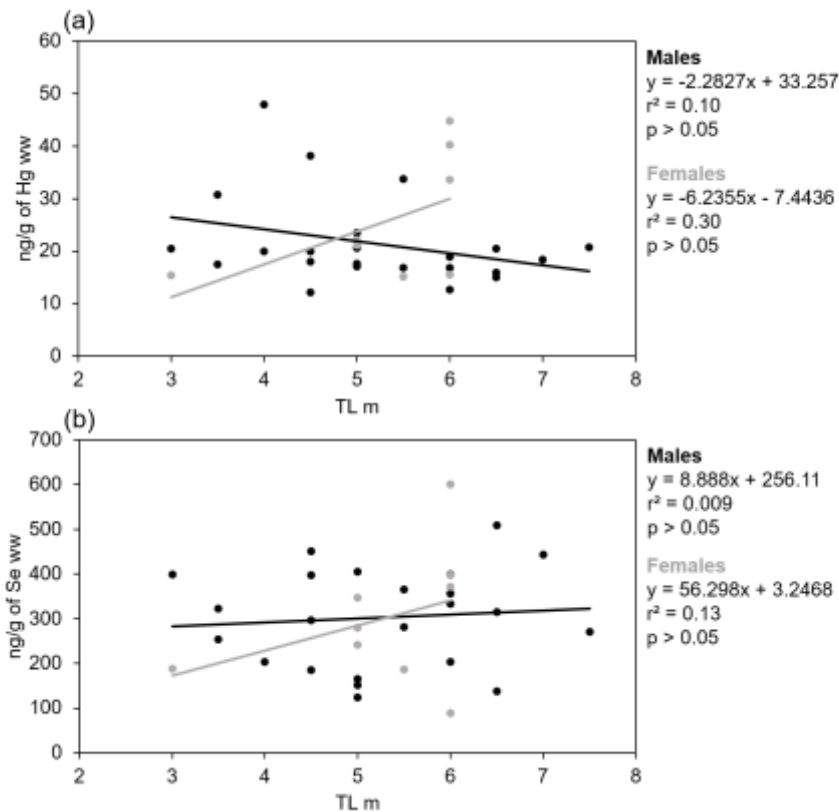 (a)
60
50
40
30
20
10
0
ng/g of Hg ww
2 3 4 5 6 7 8
TL m
Males
y = -2.2827x + 33.257
r² = 0.10
p > 0.05
Females
y = -6.2355x - 7.4436
r² = 0.30
p > 0.05
(b)
700
600
500
400
300
200
100
0
ng/g of Se ww
2 3 4 5 6 7 8
TL m
Males
y = 8.888x + 256.11
r² = 0.009
p > 0.05
Females
y = 56.298x + 3.2468
r² = 0.13
p > 0.05